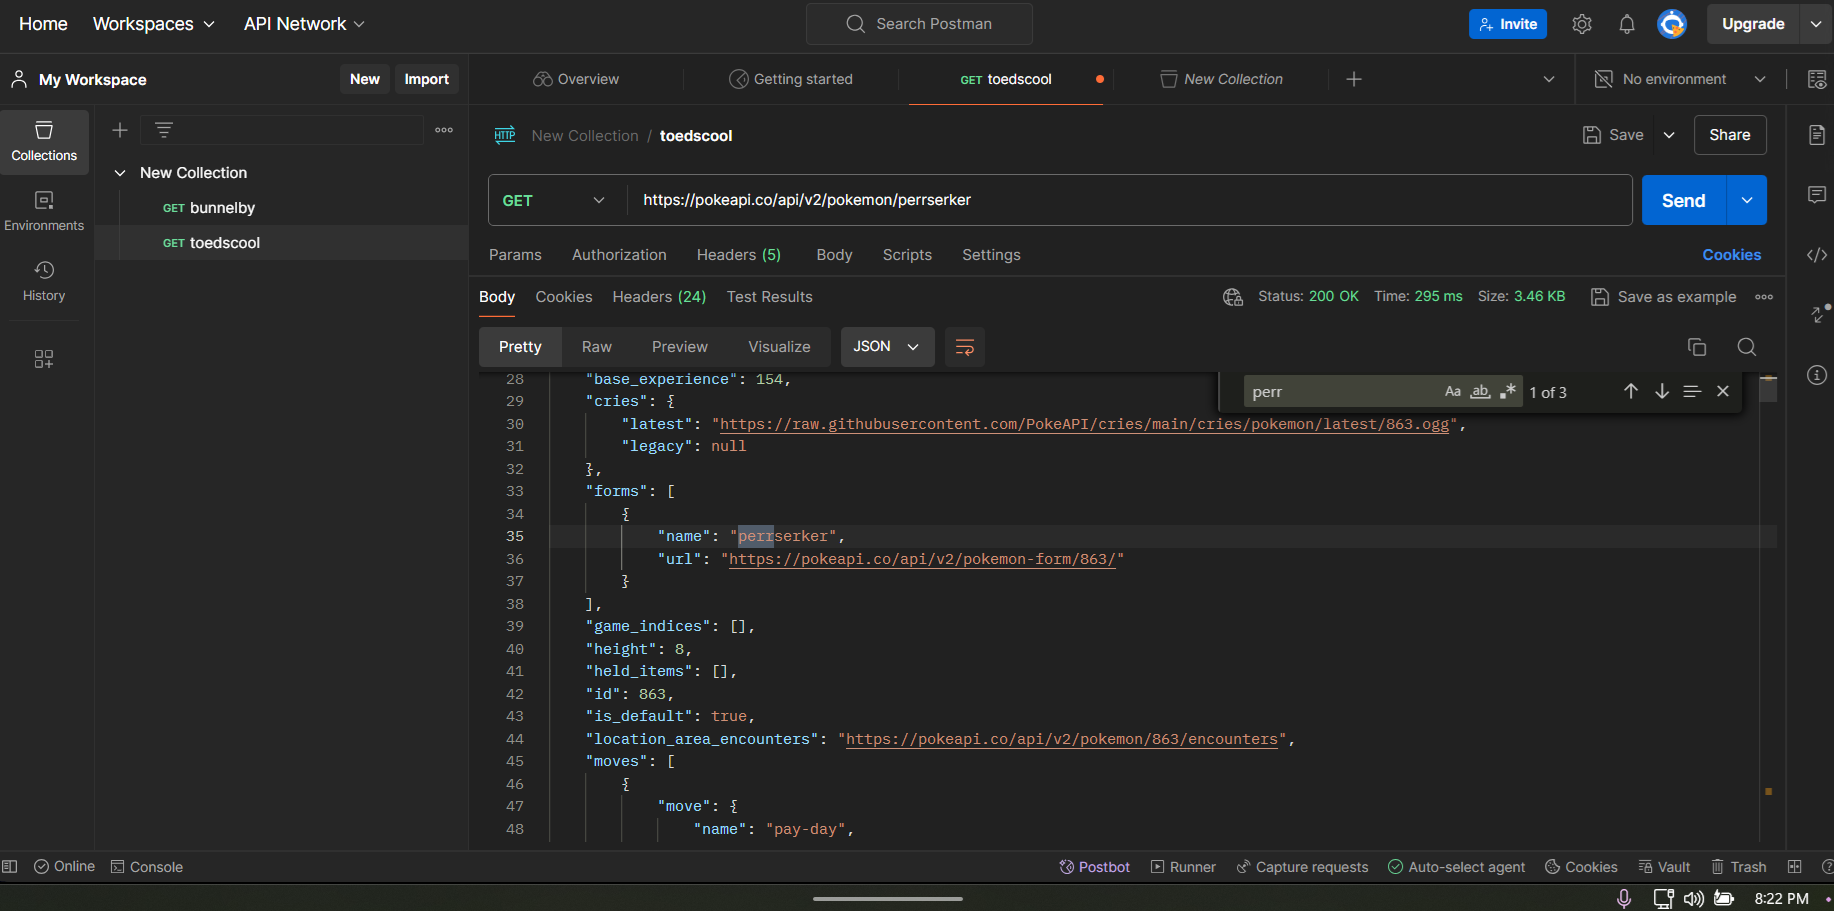 Home Workspaces API Network Search Postman Invite Upgrade
My Workspace New Import Overview Getting started GET toedscool New Collection No environment
Collections
Environments
History
New Collection
GET bunnelby
GET toedscool
HTTP New Collection / toedscool Save Share
GET https://pokeapi.co/api/v2/pokemon/perrserker Send
Params Authorization Headers (5) Body Scripts Settings Cookies
Body Cookies Headers (24) Test Results Status: 200 OK Time: 295 ms Size: 3.46 KB Save as example
Pretty Raw Preview Visualize JSON
perr Aa ab 1 of 3
28 "base_experience": 154,
29 "cries": {
30 "latest": "https://raw.githubusercontent.com/PokeAPI/cries/main/cries/pokemon/latest/863.ogg",
31 "legacy": null
32 },
33 "forms": [
34 {
35 "name": "perrserker",
36 "url": "https://pokeapi.co/api/v2/pokemon-form/863/"
37 }
38 ],
39 "game_indices": [],
40 "height": 8,
41 "held_items": [],
42 "id": 863,
43 "is_default": true,
44 "location_area_encounters": "https://pokeapi.co/api/v2/pokemon/863/encounters",
45 "moves": [
46 {
47 "move": {
48 "name": "pay-day",
Online Console Postbot Runner Capture requests Auto-select agent Cookies Vault Trash
8:22 PM